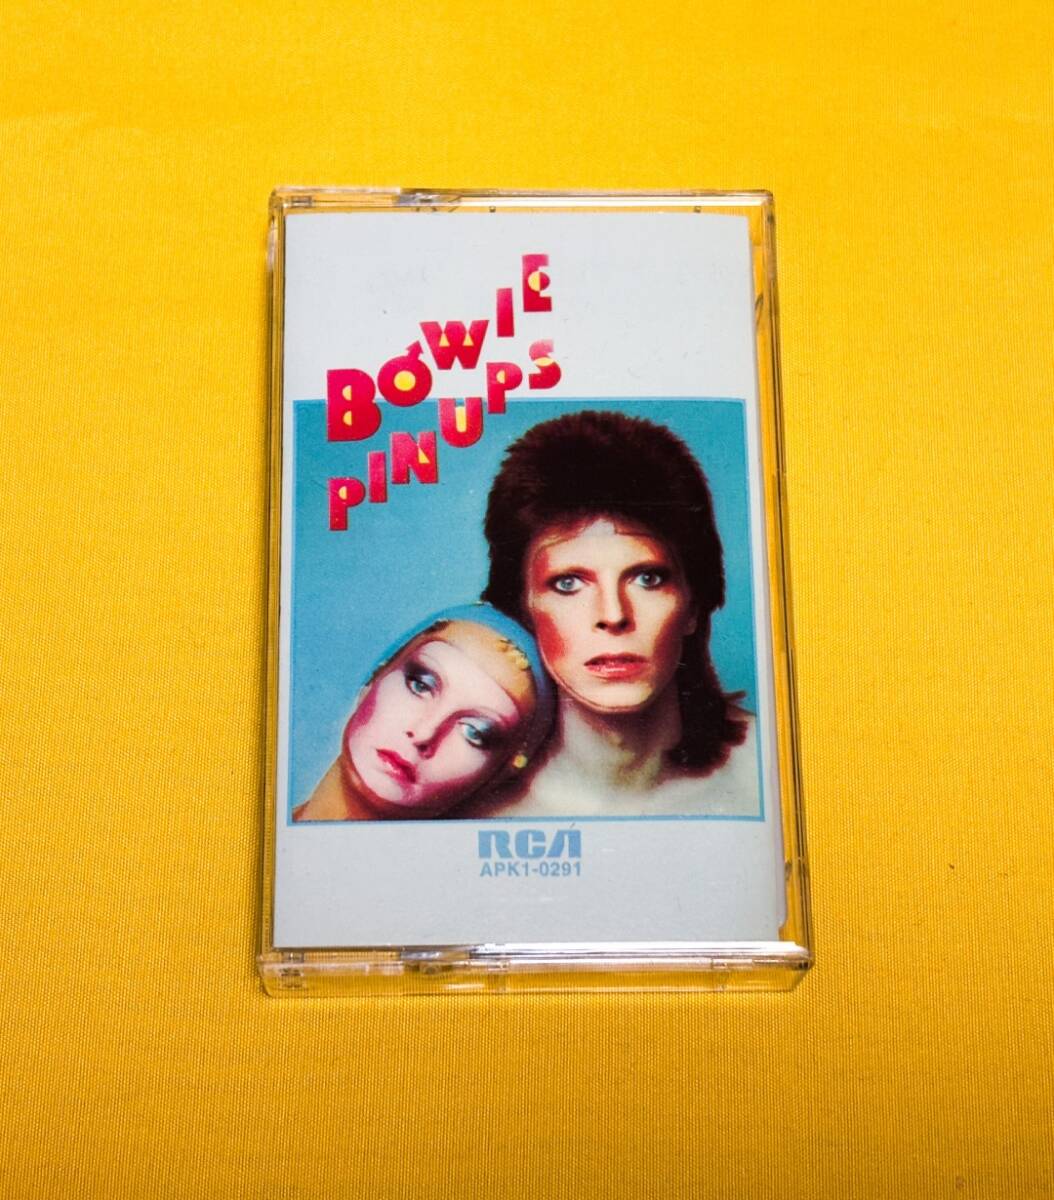 BOWIE
PINUPS
RCA
APK1-0291